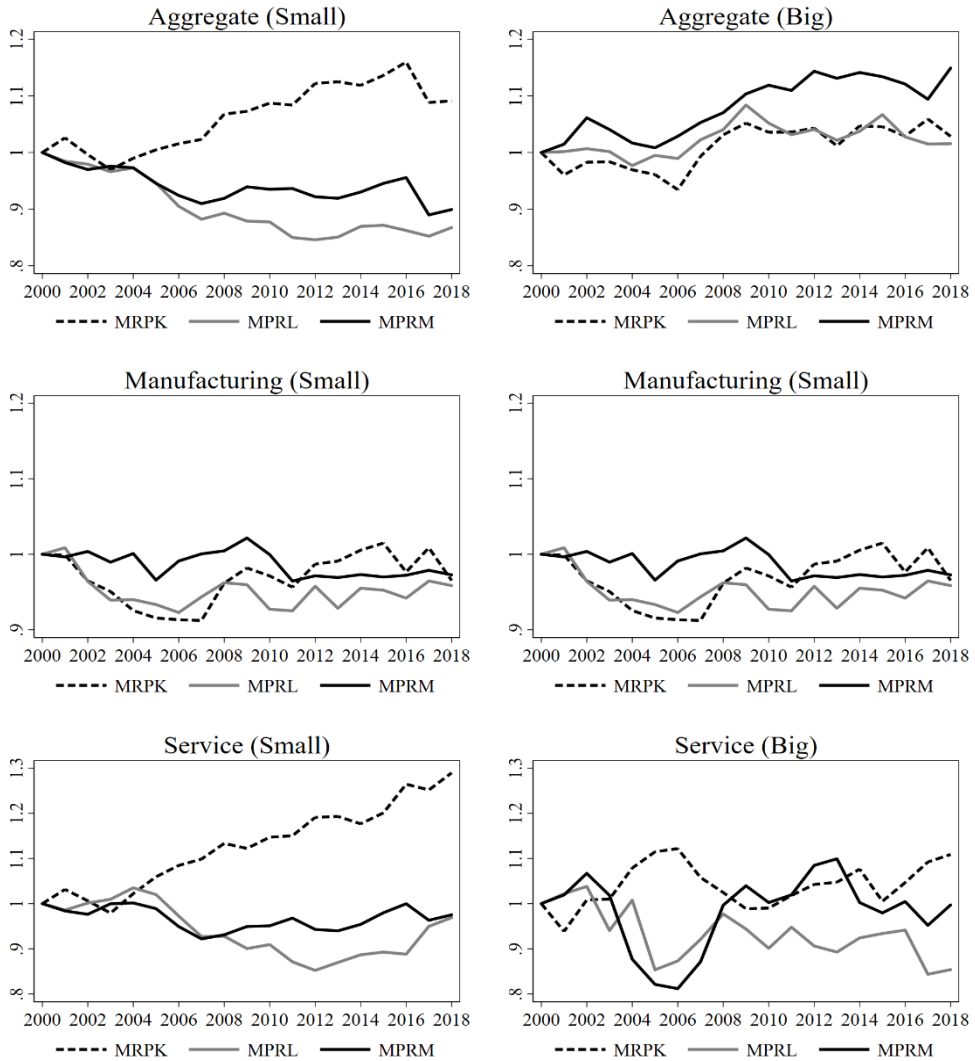 Aggregate (Small)
1.2
1.1
1
.9
.8
2000 2002 2004 2006 2008 2010 2012 2014 2016 2018
MRPK MPRL MPRM
Aggregate (Big)
1.2
1.1
1
.9
.8
2000 2002 2004 2006 2008 2010 2012 2014 2016 2018
MRPK MPRL MPRM
Manufacturing (Small)
1.2
1.1
1
.9
2000 2002 2004 2006 2008 2010 2012 2014 2016 2018
MRPK MPRL MPRM
Manufacturing (Small)
1.2
1.1
1
.9
2000 2002 2004 2006 2008 2010 2012 2014 2016 2018
MRPK MPRL MPRM
Service (Small)
1.3
1.2
1.1
1
.9
.8
2000 2002 2004 2006 2008 2010 2012 2014 2016 2018
MRPK MPRL MPRM
Service (Big)
1.3
1.2
1.1
1
.9
.8
2000 2002 2004 2006 2008 2010 2012 2014 2016 2018
MRPK MPRL MPRM